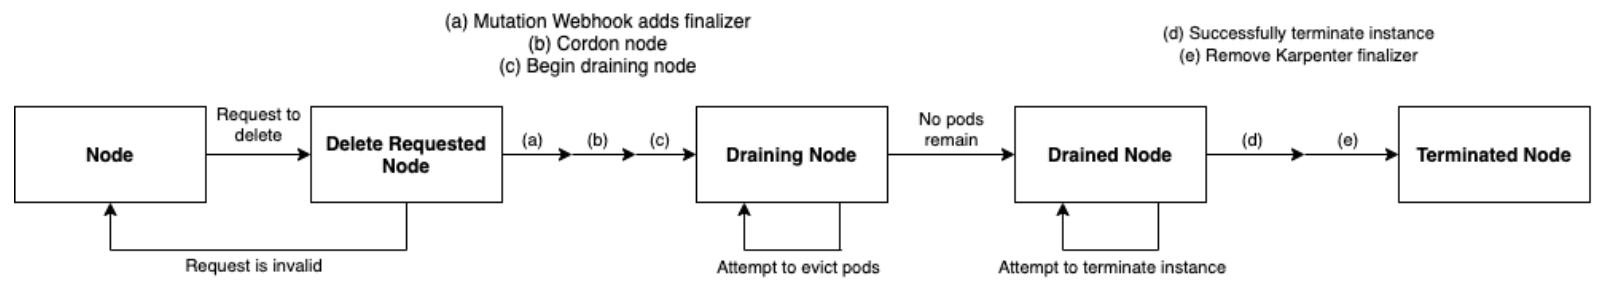 (a) Mutation Webhook adds finalizer
(b) Cordon node
(c) Begin draining node
(d) Successfully terminate instance
(e) Remove Karpenter finalizer
Node
Request to
delete
Delete Requested
Node
(a)
(b)
(c)
Draining Node
No pods
remain
Drained Node
(d)
(e)
Terminated Node
Request is invalid
Attempt to evict pods
Attempt to terminate instance